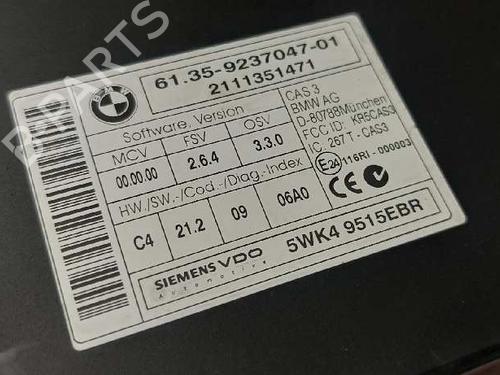 61.35-9237047-01
2111351471
Software, Version
MCV FSV OSV
00.00.00 2.6.4 3.3.0
HW./SW.-/Cod.-/Diag.-Index
C4 21.2 09 06A0
SIEMENS VDO
Automotive
5WK4 9515EBR
CAS 3
BMW AG
D-80788München
FCC ID: KR5CAS3
IC: 267T-CAS3
E24 116RI-000003
CE
BMW
B-PARTS